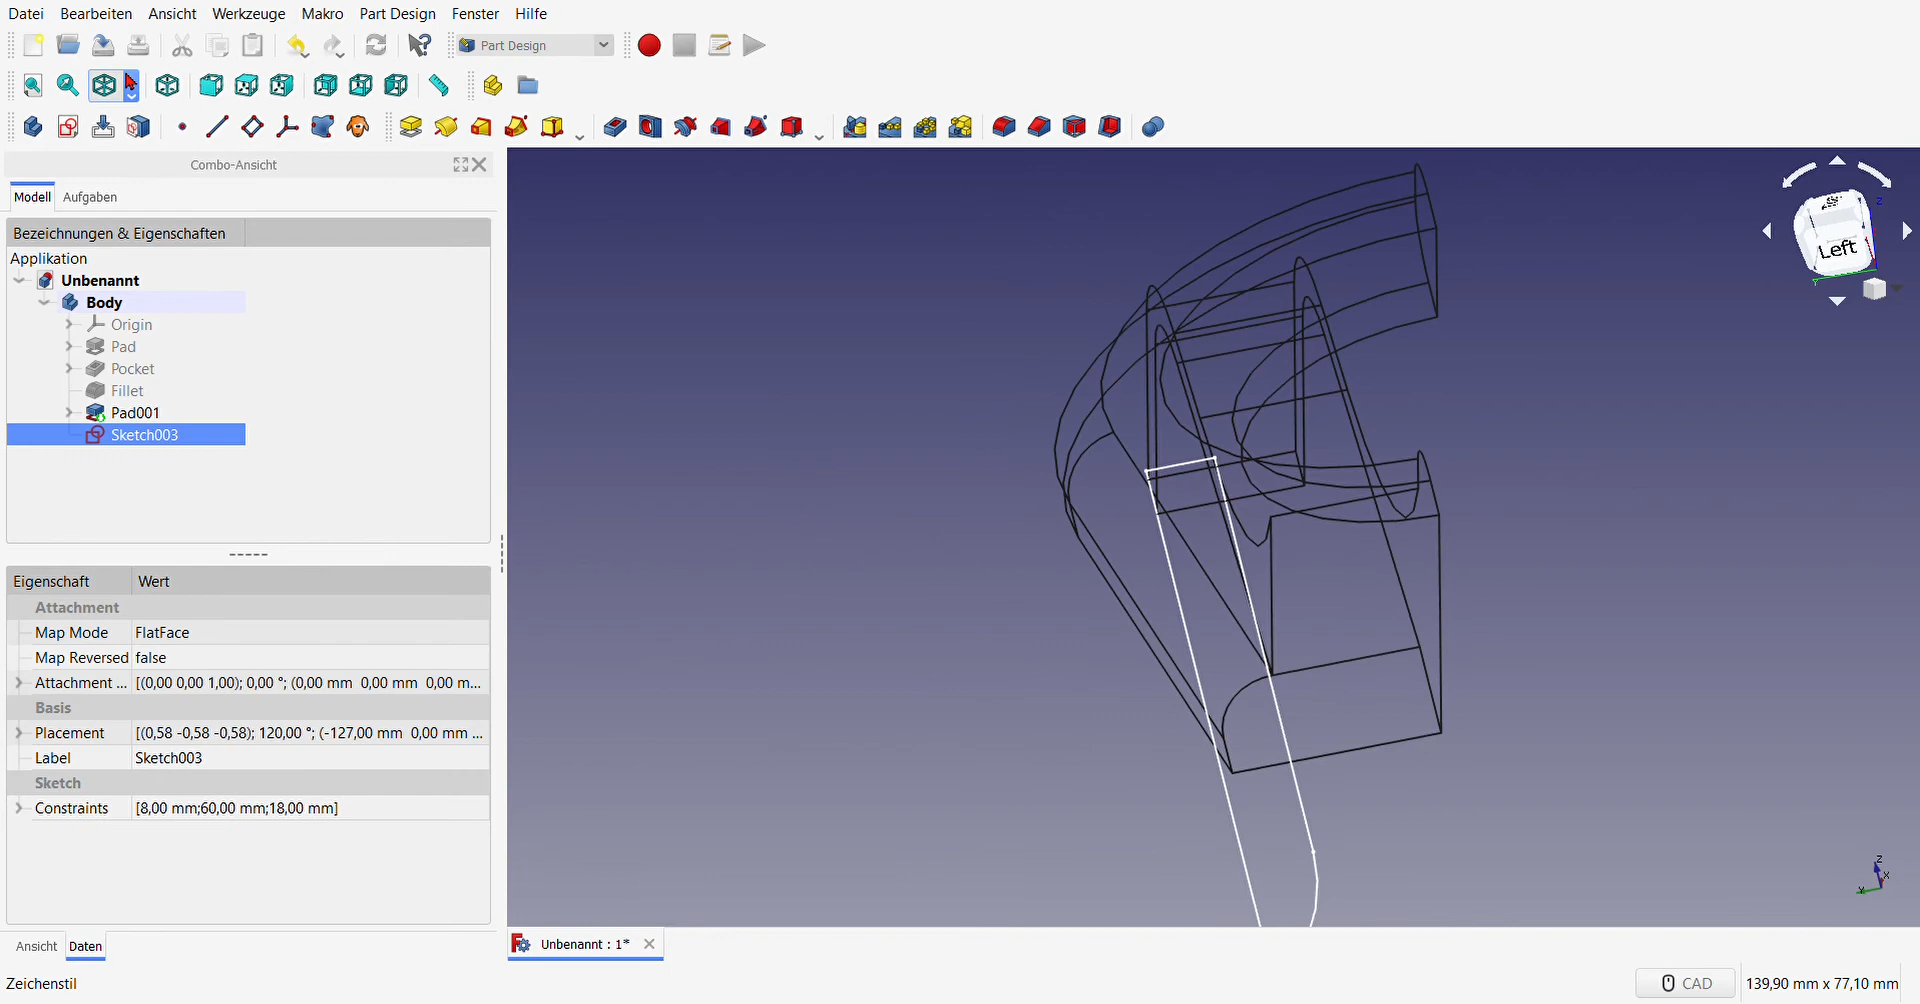 Datei Bearbeiten Ansicht Werkzeuge Makro Part Design Fenster Hilfe
Part Design
Combo-Ansicht
Modell Aufgaben
Bezeichnungen & Eigenschaften
Applikation
Unbenannt
Body
Origin
Pad
Pocket
Fillet
Pad001
Sketch003
Eigenschaft Wert
Attachment
Map Mode FlatFace
Map Reversed false
Attachment ... [(0,00 0,00 1,00); 0,00 °; (0,00 mm 0,00 mm 0,00 m...
Basis
Placement [(0,58 -0,58 -0,58); 120,00 °; (-127,00 mm 0,00 mm ...
Label Sketch003
Sketch
Constraints [8,00 mm;60,00 mm;18,00 mm]
Ansicht Daten
Zeichenstil
Left
Z
Y
Z
X
Y
Unbenannt : 1*
CAD
139,90 mm x 77,10 mm